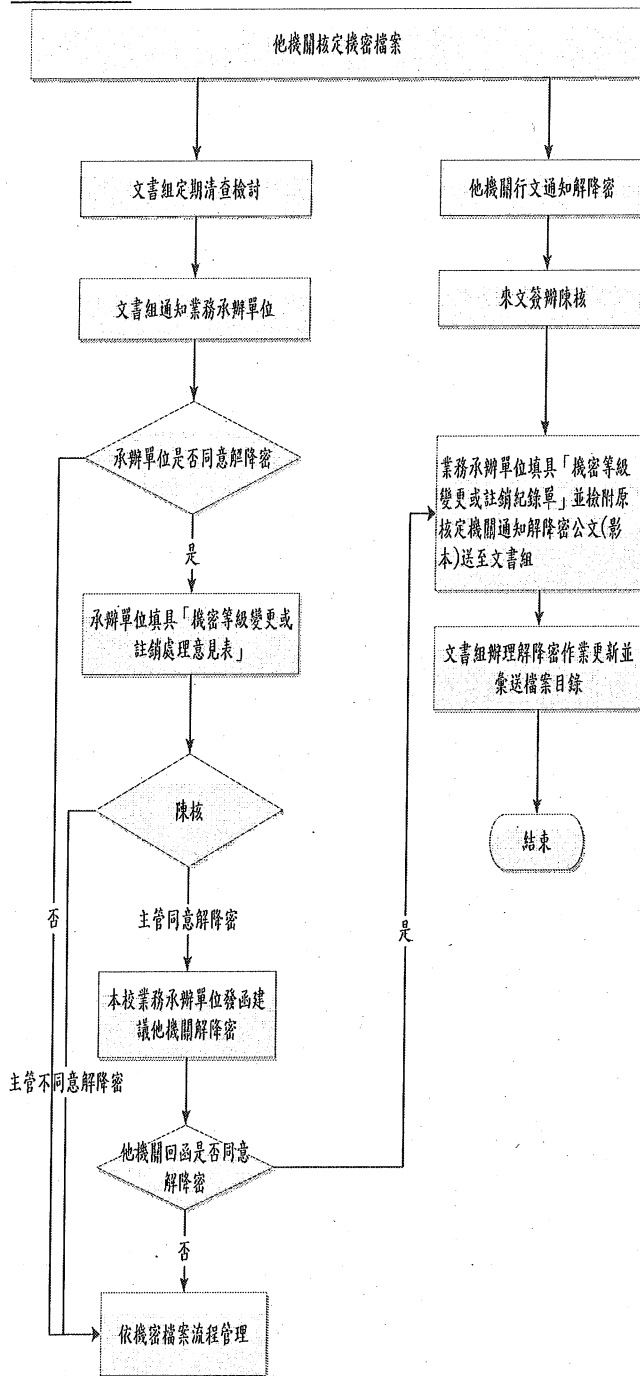 他機關核定機密檔案
文書組定期清查檢討
文書組通知業務承辦單位
承辦單位是否同意解降密
是
承辦單位填具「機密等級變更或
註銷處理意見表」
陳核
否
主管同意解降密
本校業務承辦單位發函建
議他機關解降密
主管不同意解降密
他機關回函是否同意
解降密
否
依機密檔案流程管理
他機關行文通知解降密
來文簽辦陳核
業務承辦單位填具「機密等級
變更或註銷紀錄單」並檢附原
核定機關通知解降密公文(影
本)送至文書組
文書組辦理解降密作業更新並
彙送檔案目錄
結束
是